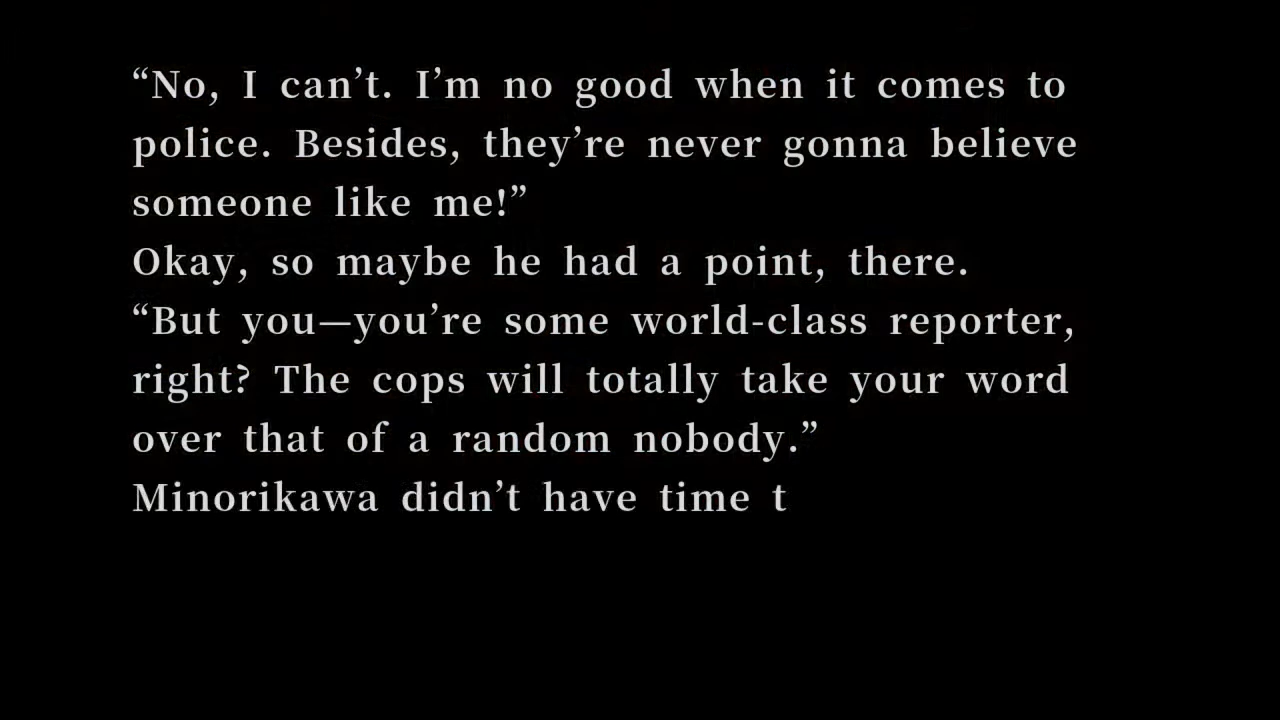 “No, I can’t. I’m no good when it comes to
police. Besides, they’re never gonna believe
someone like me!”
Okay, so maybe he had a point, there.
“But you—you’re some world-class reporter,
right? The cops will totally take your word
over that of a random nobody.”
Minorikawa didn’t have time t